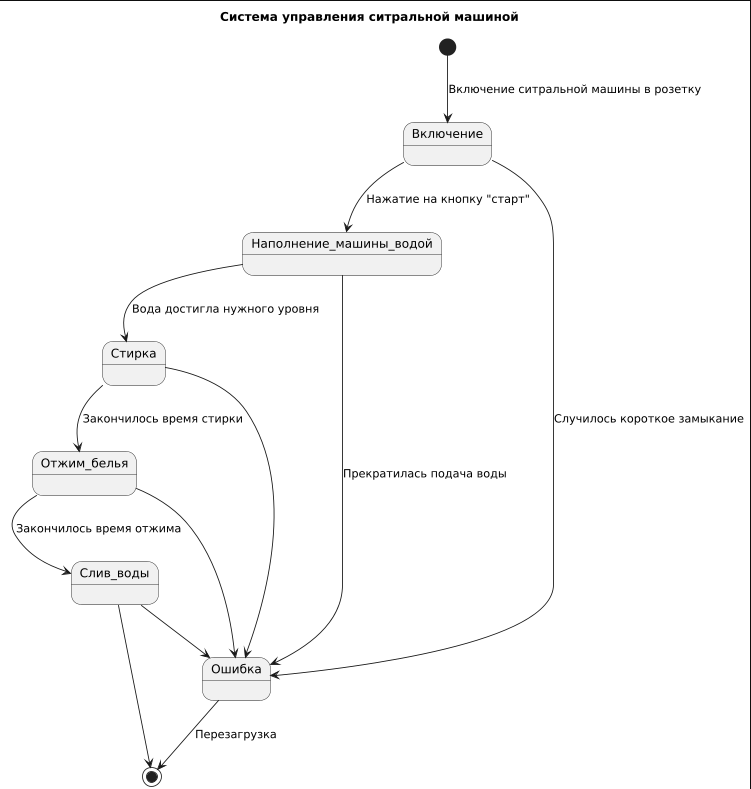 Система управления ситральной машиной
Включение ситральной машины в розетку
Включение
Нажатие на кнопку "старт"
Наполнение_машины_водой
Вода достигла нужного уровня
Стирка
Закончилось время стирки
Случилось короткое замыкание
Отжим_белья
Прекратилась подача воды
Закончилось время отжима
Слив_воды
Ошибка
Перезагрузка